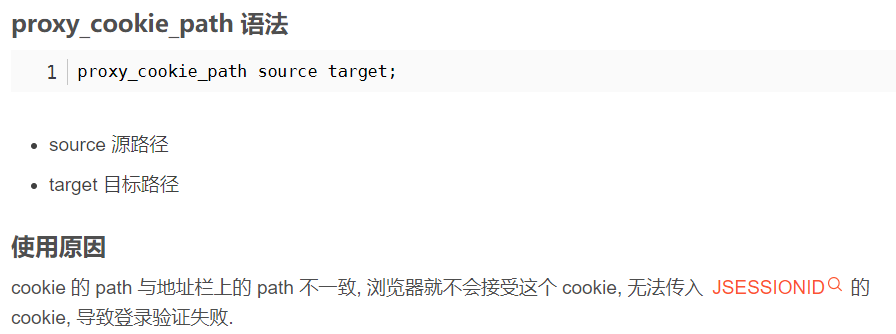 proxy_cookie_path 语法
1 proxy_cookie_path source target;
• source 源路径
• target 目标路径
使用原因
cookie 的 path 与地址栏上的 path 不一致, 浏览器就不会接受这个 cookie, 无法传入 JSESSIONID 的
cookie, 导致登录验证失败.